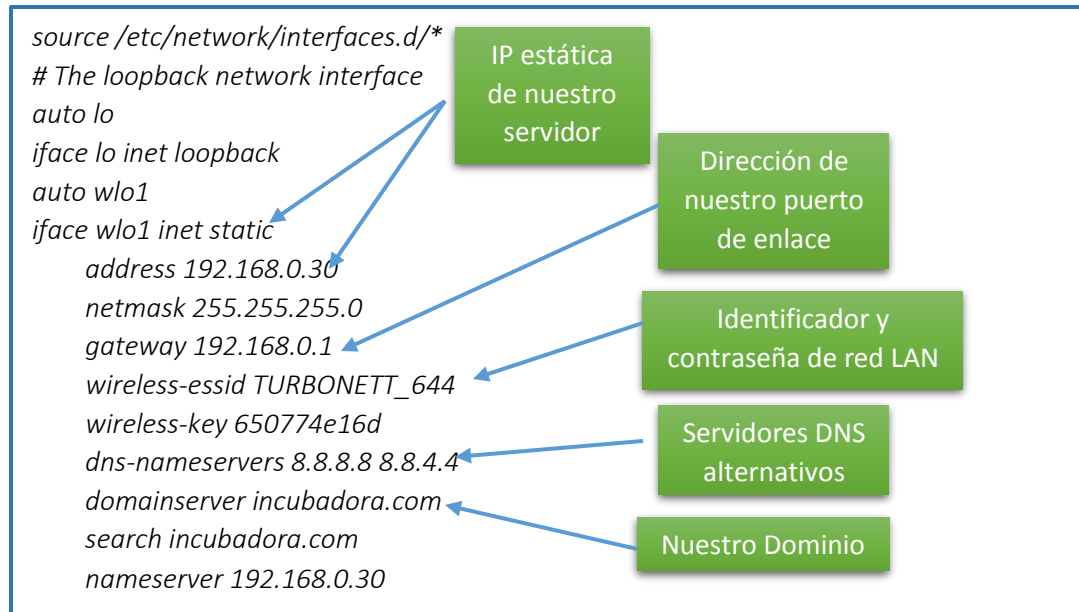 source /etc/network/interfaces.d/*
# The loopback network interface
auto lo
iface lo inet loopback
auto wlo1
iface wlo1 inet static
address 192.168.0.30
netmask 255.255.255.0
gateway 192.168.0.1
wireless-essid TURBONETT_644
wireless-key 650774e16d
dns-nameservers 8.8.8.8 8.8.4.4
domainserver incubadora.com
search incubadora.com
nameserver 192.168.0.30
IP estática
de nuestro
servidor
Dirección de
nuestro puerto
de enlace
Identificador y
contraseña de red LAN
Servidores DNS
alternativos
Nuestro Dominio